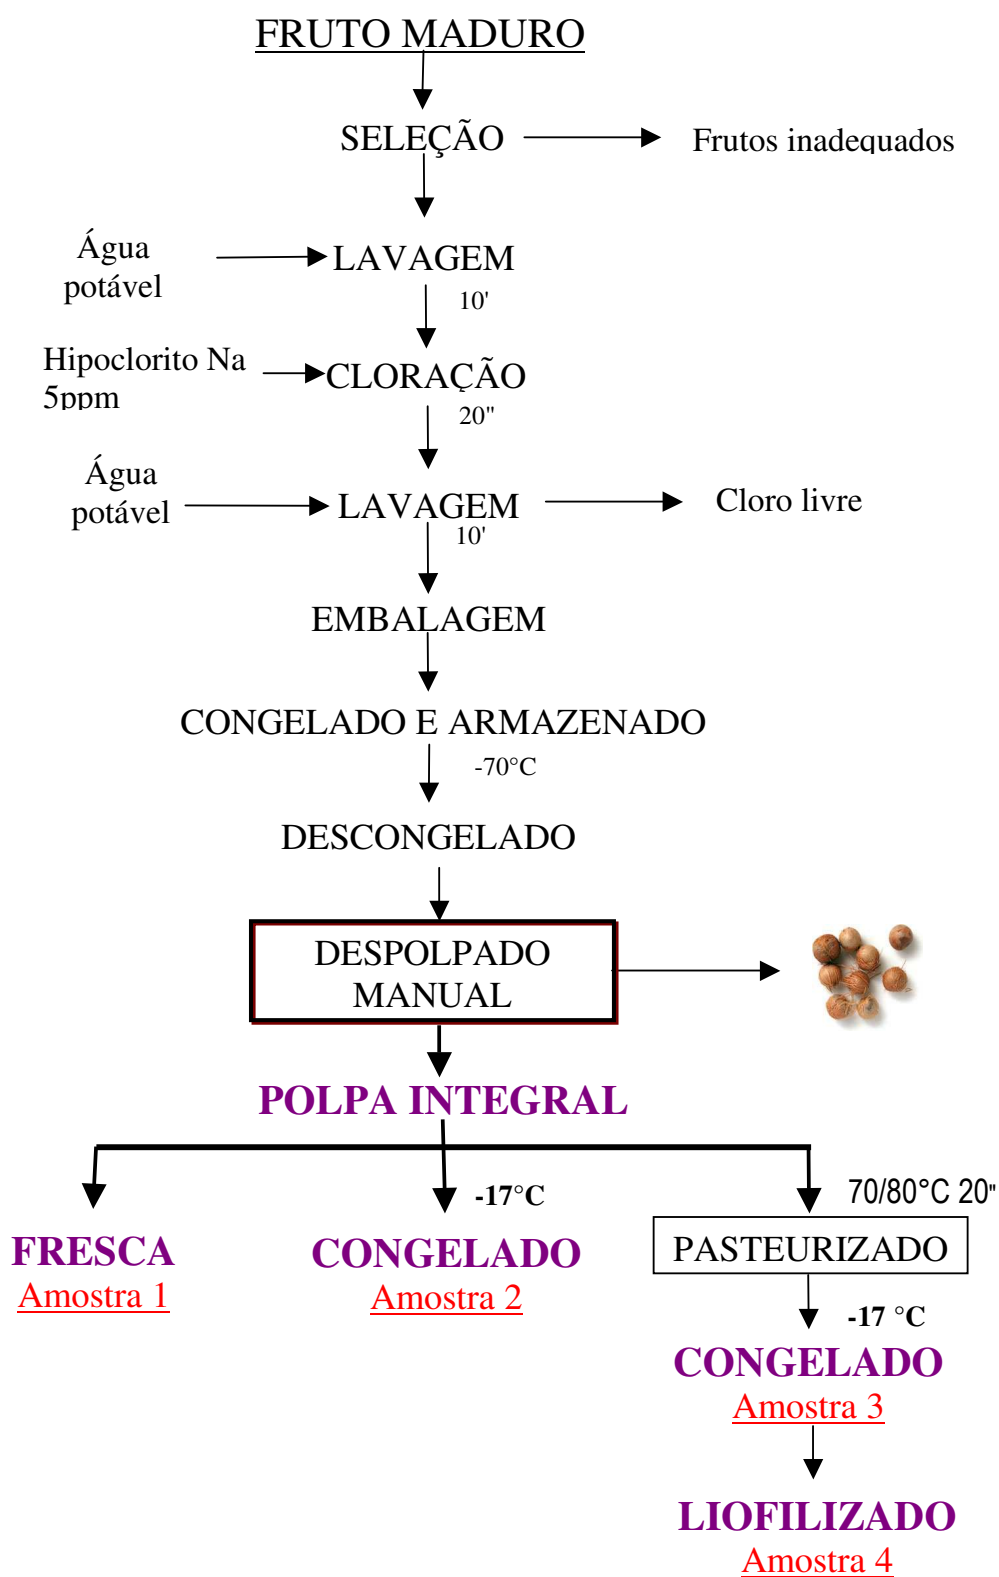 FRUTO MADURO
SELEÇÃO
Frutos inadequados
Água
potável
LAVAGEM
10'
Hipoclorito Na
5ppm
CLORAÇÃO
20"
Água
potável
LAVAGEM
10'
Cloro livre
EMBALAGEM
CONGELADO E ARMAZENADO
-70°C
DESCONGELADO
DESPOLPADO
MANUAL
POLPA INTEGRAL
-17°C
70/80°C 20"
FRESCA
Amostra 1
CONGELADO
Amostra 2
PASTEURIZADO
-17 °C
CONGELADO
Amostra 3
LIOFILIZADO
Amostra 4